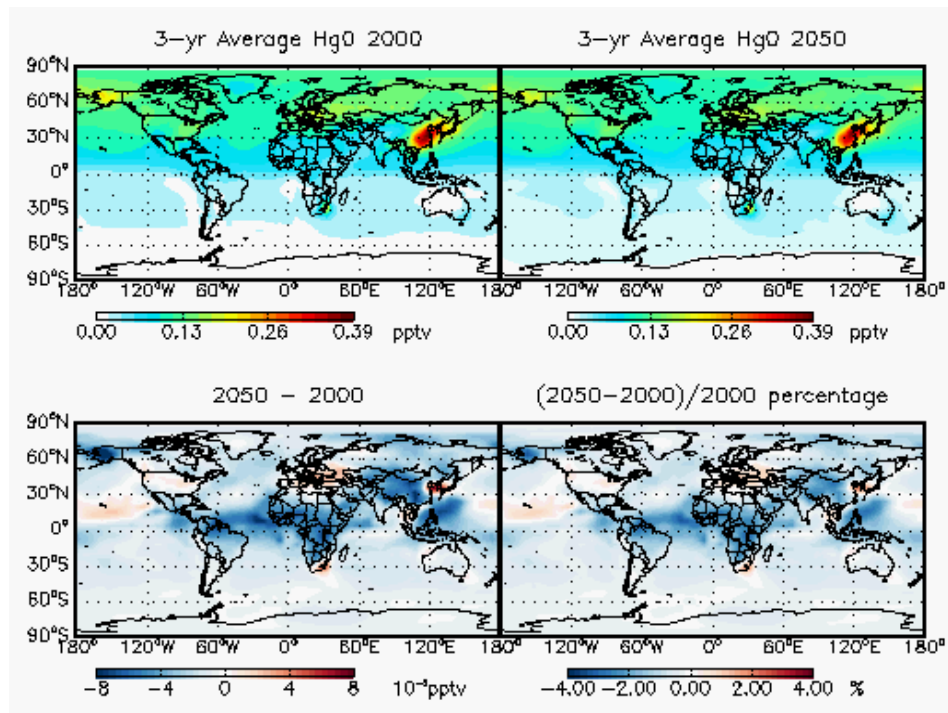 3-yr Average Hg0 2000 3-yr Average Hg0 2050
90°N
60°N
30°N
0°
30°S
60°S
90°S
180° 120°W 60°W 0° 60°E 120°E 180° 120°W 60°W 0° 60°E 120°E 180°
0.00 0.13 0.26 0.39 pptv 0.00 0.13 0.26 0.39 pptv
2050 - 2000 (2050-2000)/2000 percentage
90°N
60°N
30°N
0°
30°S
60°S
90°S
180° 120°W 60°W 0° 60°E 120°E 180° 120°W 60°W 0° 60°E 120°E 180°
-8 -4 0 4 8 10⁻³pptv -4.00 -2.00 0.00 2.00 4.00 %